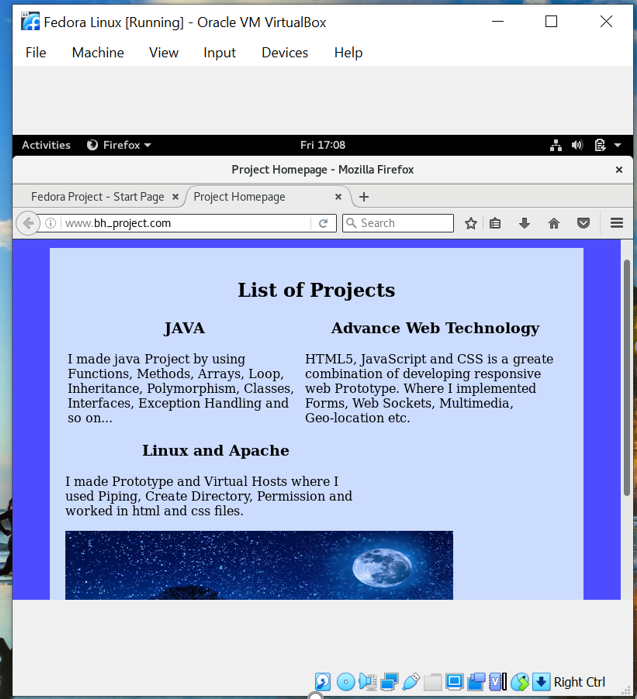 Fedora Linux [Running] - Oracle VM VirtualBox
File Machine View Input Devices Help
Activities Firefox Fri 17:08
Project Homepage - Mozilla Firefox
Fedora Project - Start Page Project Homepage
www.bh_project.com Search
List of Projects
JAVA
I made java Project by using
Functions, Methods, Arrays, Loop,
Inheritance, Polymorphism, Classes,
Interfaces, Exception Handling and
so on...
Advance Web Technology
HTML5, JavaScript and CSS is a greate
combination of developing responsive
web Prototype. Where I implemented
Forms, Web Sockets, Multimedia,
Geo-location etc.
Linux and Apache
I made Prototype and Virtual Hosts where I
used Piping, Create Directory, Permission and
worked in html and css files.
Right Ctrl